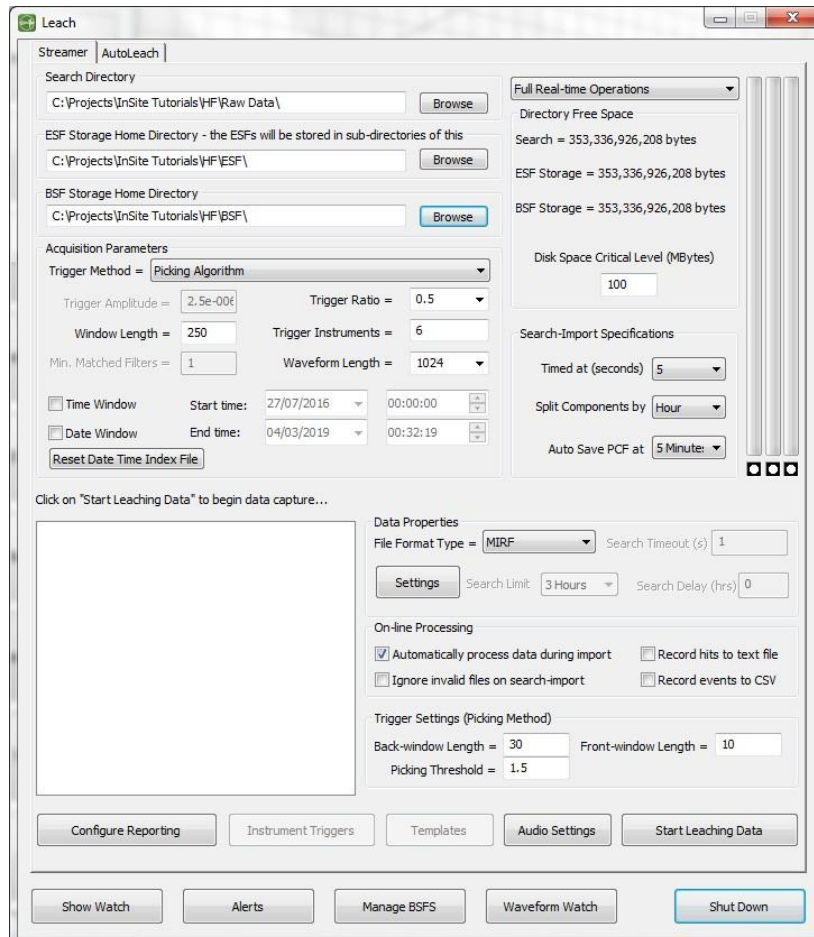 Leach
Streamer AutoLeach
Search Directory
C:\Projects\InSite Tutorials\HF\Raw Data\ Browse
ESF Storage Home Directory - the ESFs will be stored in sub-directories of this
C:\Projects\InSite Tutorials\HF\ESF\ Browse
BSF Storage Home Directory
C:\Projects\InSite Tutorials\HF\BSF\ Browse
Acquisition Parameters
Trigger Method = Picking Algorithm
Trigger Amplitude = 2.5e-006 Trigger Ratio = 0.5
Window Length = 250 Trigger Instruments = 6
Min. Matched Filters = 1 Waveform Length = 1024
Time Window Start time: 27/07/2016 00:00:00
Date Window End time: 04/03/2019 00:32:19
Reset Date Time Index File
Full Real-time Operations
Directory Free Space
Search = 353,336,926,208 bytes
ESF Storage = 353,336,926,208 bytes
BSF Storage = 353,336,926,208 bytes
Disk Space Critical Level (MBytes)
100
Search-Import Specifications
Timed at (seconds) 5
Split Components by Hour
Auto Save PCF at 5 Minute:
Click on "Start Leaching Data" to begin data capture...
Data Properties
File Format Type = MIRF Search Timeout (s) 1
Settings Search Limit 3 Hours Search Delay (hrs) 0
On-line Processing
Automatically process data during import Record hits to text file
Ignore invalid files on search-import Record events to CSV
Trigger Settings (Picking Method)
Back-window Length = 30 Front-window Length = 10
Picking Threshold = 1.5
Configure Reporting Instrument Triggers Templates Audio Settings Start Leaching Data
Show Watch Alerts Manage BSFS Waveform Watch Shut Down